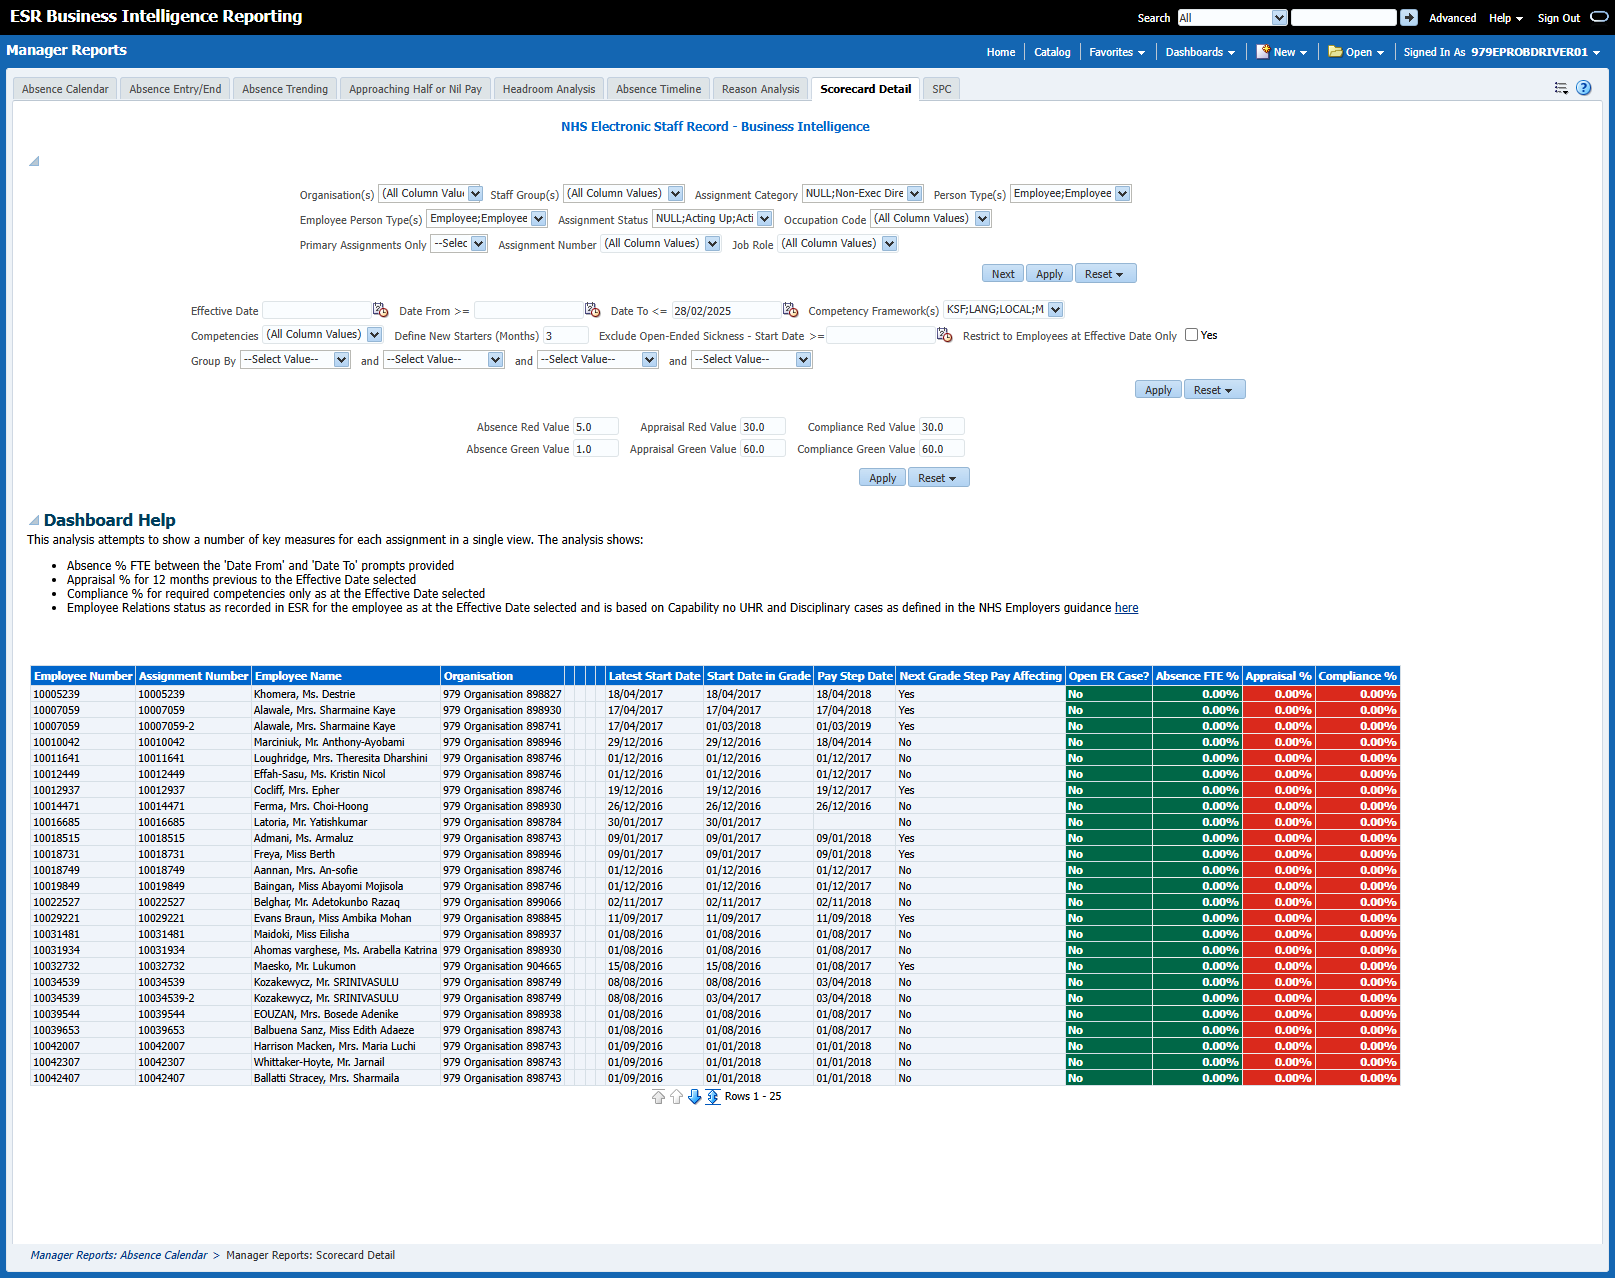 ESR Business Intelligence Reporting
Search All Advanced Help Sign Out
Manager Reports
Home Catalog Favorites Dashboards New Open Signed In As 979EPROBDRIVER01
Absence Calendar Absence Entry/End Absence Trending Approaching Half or Nil Pay Headroom Analysis Absence Timeline Reason Analysis Scorecard Detail SPC
NHS Electronic Staff Record - Business Intelligence
Organisation(s) (All Column Valu Staff Group(s) (All Column Values) Assignment Category NULL;Non-Exec Dire Person Type(s) Employee;Employee
Employee Person Type(s) Employee;Employee Assignment Status NULL;Acting Up;Acti Occupation Code (All Column Values)
Primary Assignments Only --Selec Assignment Number (All Column Values) Job Role (All Column Values)
Next Apply Reset
Effective Date Date From >= Date To <= 28/02/2025 Competency Framework(s) KSF;LANG;LOCAL;M
Competencies (All Column Values) Define New Starters (Months) 3 Exclude Open-Ended Sickness - Start Date >= Restrict to Employees at Effective Date Only Yes
Group By --Select Value-- and --Select Value-- and --Select Value-- and --Select Value--
Apply Reset
Absence Red Value 5.0 Appraisal Red Value 30.0 Compliance Red Value 30.0
Absence Green Value 1.0 Appraisal Green Value 60.0 Compliance Green Value 60.0
Apply Reset
Dashboard Help
This analysis attempts to show a number of key measures for each assignment in a single view. The analysis shows:
• Absence % FTE between the 'Date From' and 'Date To' prompts provided
• Appraisal % for 12 months previous to the Effective Date selected
• Compliance % for required competencies only as at the Effective Date selected
• Employee Relations status as recorded in ESR for the employee as at the Effective Date selected and is based on Capability no UHR and Disciplinary cases as defined in the NHS Employers guidance here
Employee Number Assignment Number Employee Name Organisation Latest Start Date Start Date in Grade Pay Step Date Next Grade Step Pay Affecting Open ER Case? Absence FTE % Appraisal % Compliance %
10005239 10005239 Khomera, Ms. Destrie 979 Organisation 898827 18/04/2017 18/04/2017 18/04/2018 Yes No 0.00% 0.00% 0.00%
10007059 10007059 Alawale, Mrs. Sharmaine Kaye 979 Organisation 898930 17/04/2017 17/04/2017 17/04/2018 Yes No 0.00% 0.00% 0.00%
10007059 10007059-2 Alawale, Mrs. Sharmaine Kaye 979 Organisation 898741 17/04/2017 01/03/2018 01/03/2019 Yes No 0.00% 0.00% 0.00%
10010042 10010042 Marciniuk, Mr. Anthony-Ayobami 979 Organisation 898946 29/12/2016 29/12/2016 18/04/2014 No No 0.00% 0.00% 0.00%
10011641 10011641 Loughridge, Mrs. Theresita Dharshini 979 Organisation 898746 01/12/2016 01/12/2016 01/12/2017 No No 0.00% 0.00% 0.00%
10012449 10012449 Effah-Sasu, Ms. Kristin Nicol 979 Organisation 898746 01/12/2016 01/12/2016 01/12/2017 No No 0.00% 0.00% 0.00%
10012937 10012937 Cocliff, Mrs. Epher 979 Organisation 898746 19/12/2016 19/12/2016 19/12/2017 Yes No 0.00% 0.00% 0.00%
10014471 10014471 Ferma, Mrs. Choi-Hoong 979 Organisation 898930 26/12/2016 26/12/2016 26/12/2016 No No 0.00% 0.00% 0.00%
10016685 10016685 Latoria, Mr. Yatishkumar 979 Organisation 898784 30/01/2017 30/01/2017 No No 0.00% 0.00% 0.00%
10018515 10018515 Admani, Ms. Armaluz 979 Organisation 898743 09/01/2017 09/01/2017 09/01/2018 Yes No 0.00% 0.00% 0.00%
10018731 10018731 Freya, Miss Berth 979 Organisation 898946 09/01/2017 09/01/2017 09/01/2018 Yes No 0.00% 0.00% 0.00%
10018749 10018749 Aannan, Mrs. An-sofie 979 Organisation 898746 01/12/2016 01/12/2016 01/12/2017 No No 0.00% 0.00% 0.00%
10019849 10019849 Baingan, Miss Abayomi Mojisola 979 Organisation 898746 01/12/2016 01/12/2016 01/12/2017 No No 0.00% 0.00% 0.00%
10022527 10022527 Belghar, Mr. Adetokunbo Razaq 979 Organisation 899066 02/11/2017 02/11/2017 02/11/2018 No No 0.00% 0.00% 0.00%
10029221 10029221 Evans Braun, Miss Ambika Mohan 979 Organisation 898845 11/09/2017 11/09/2017 11/09/2018 Yes No 0.00% 0.00% 0.00%
10031481 10031481 Maidoki, Miss Eilisha 979 Organisation 898937 01/08/2016 01/08/2016 01/08/2017 No No 0.00% 0.00% 0.00%
10031934 10031934 Ahomas varghese, Ms. Arabella Katrina 979 Organisation 898930 01/08/2016 01/08/2016 01/08/2017 No No 0.00% 0.00% 0.00%
10032732 10032732 Maesko, Mr. Lukumon 979 Organisation 904665 15/08/2016 15/08/2016 01/08/2017 Yes No 0.00% 0.00% 0.00%
10034539 10034539 Kozakewycz, Mr. SRINIVASULU 979 Organisation 898749 08/08/2016 08/08/2016 03/04/2018 No No 0.00% 0.00% 0.00%
10034539 10034539-2 Kozakewycz, Mr. SRINIVASULU 979 Organisation 898749 08/08/2016 03/04/2017 03/04/2018 No No 0.00% 0.00% 0.00%
10039544 10039544 EOUZAN, Mrs. Bosede Adenike 979 Organisation 898938 01/08/2016 01/08/2016 01/08/2017 No No 0.00% 0.00% 0.00%
10039653 10039653 Balbuena Sanz, Miss Edith Adaeze 979 Organisation 898743 01/08/2016 01/08/2016 01/08/2017 No No 0.00% 0.00% 0.00%
10042007 10042007 Harrison Macken, Mrs. Maria Luchi 979 Organisation 898743 01/09/2016 01/01/2018 01/01/2018 No No 0.00% 0.00% 0.00%
10042307 10042307 Whittaker-Hoyte, Mr. Jarnail 979 Organisation 898743 01/09/2016 01/01/2018 01/01/2018 No No 0.00% 0.00% 0.00%
10042407 10042407 Ballatti Stracey, Mrs. Sharmaila 979 Organisation 898743 01/09/2016 01/01/2018 01/01/2018 No No 0.00% 0.00% 0.00%
Rows 1 - 25
Manager Reports: Absence Calendar > Manager Reports: Scorecard Detail